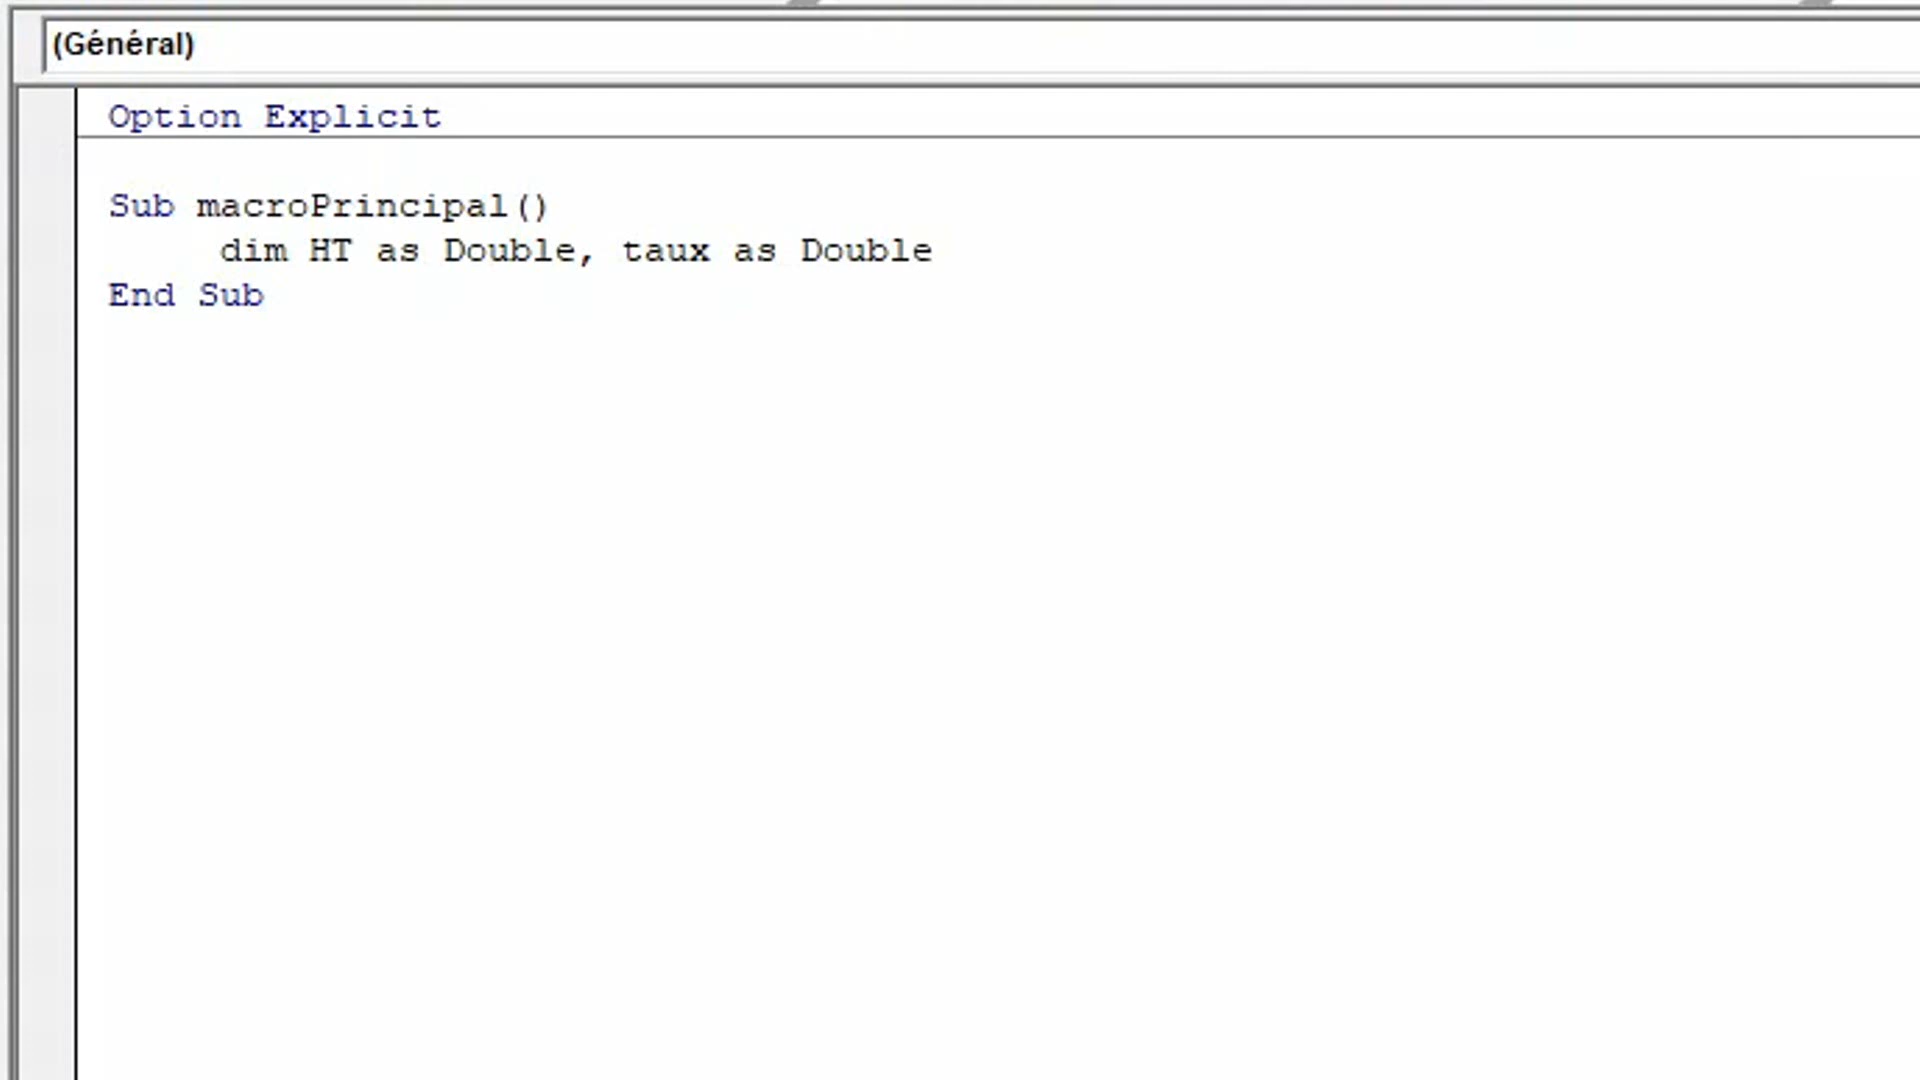 (Général)
Option Explicit
Sub macroPrincipal()
dim HT as Double, taux as Double
End Sub